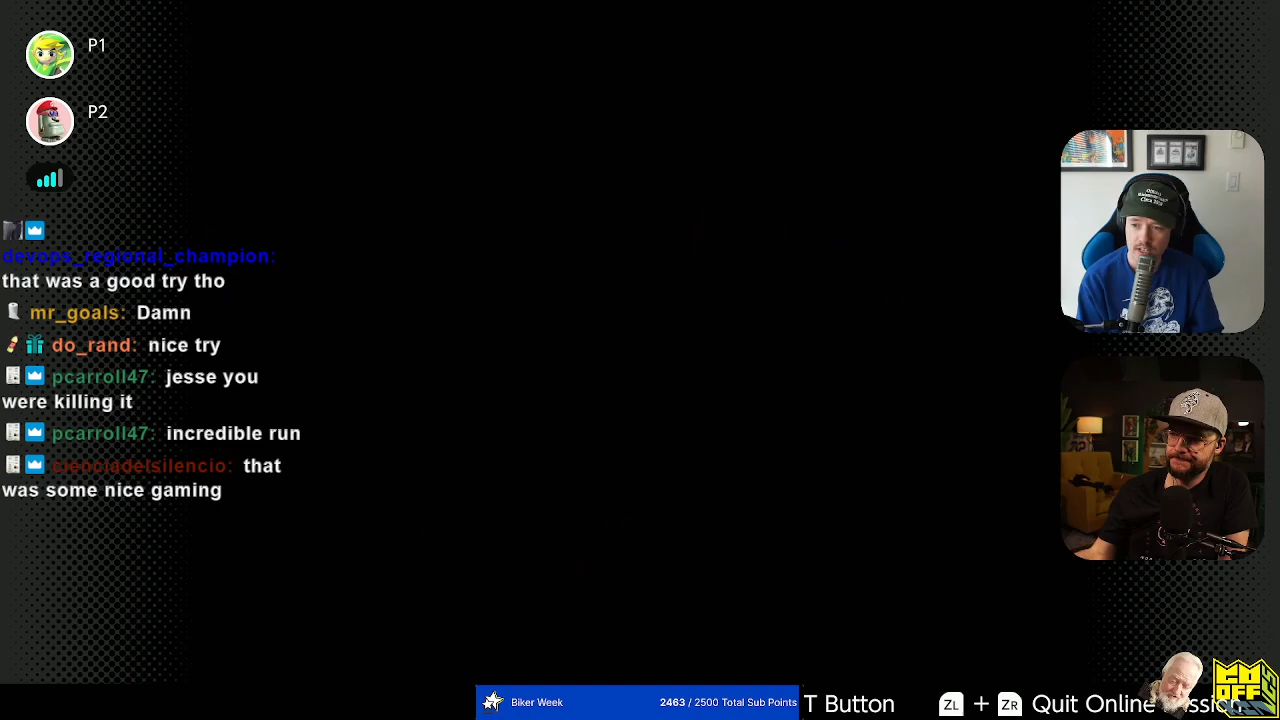 P1
P2
devops_regional_champion:
that was a good try tho
mr_goals: Damn
do_rand: nice try
pcarroll47: jesse you
were killing it
pcarroll47: incredible run
cienciadelsilencio: that
was some nice gaming
Biker Week 2463 / 2500 Total Sub Points
T Button ZL + ZR Quit Online
GO
OFF